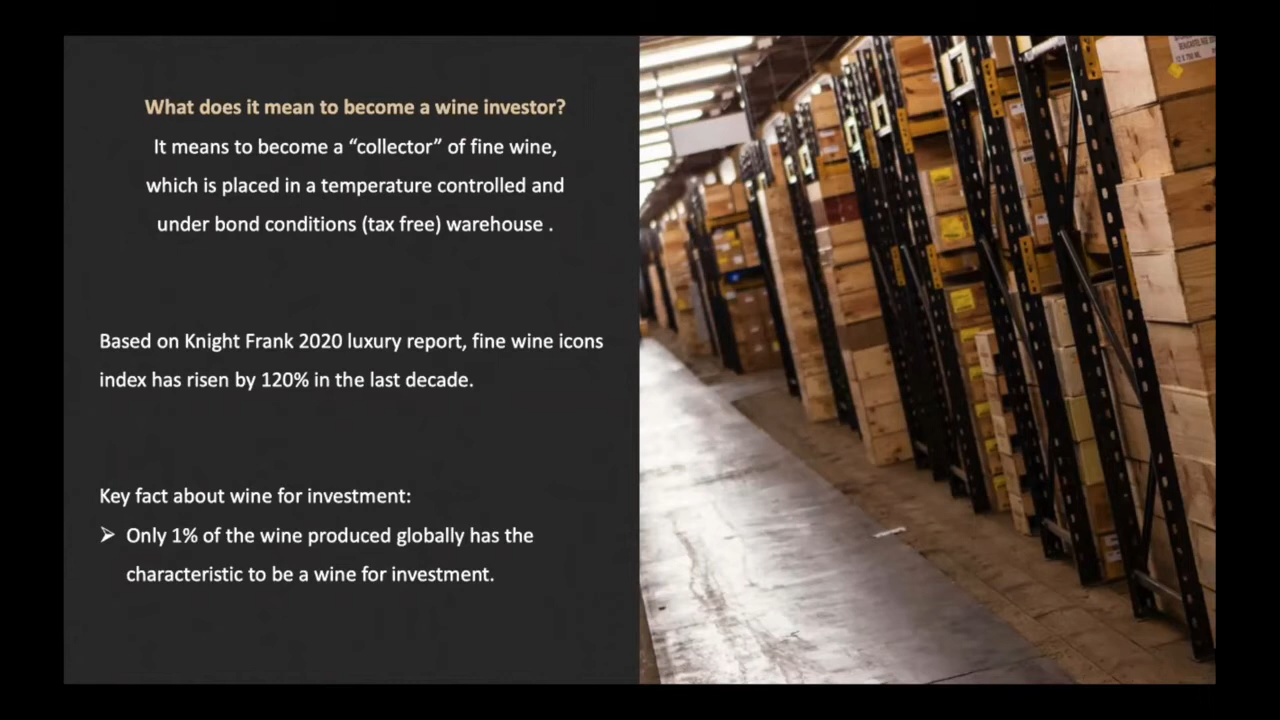 What does it mean to become a wine investor?
It means to become a “collector” of fine wine,
which is placed in a temperature controlled and
under bond conditions (tax free) warehouse .
Based on Knight Frank 2020 luxury report, fine wine icons
index has risen by 120% in the last decade.
Key fact about wine for investment:
➢ Only 1% of the wine produced globally has the
characteristic to be a wine for investment.